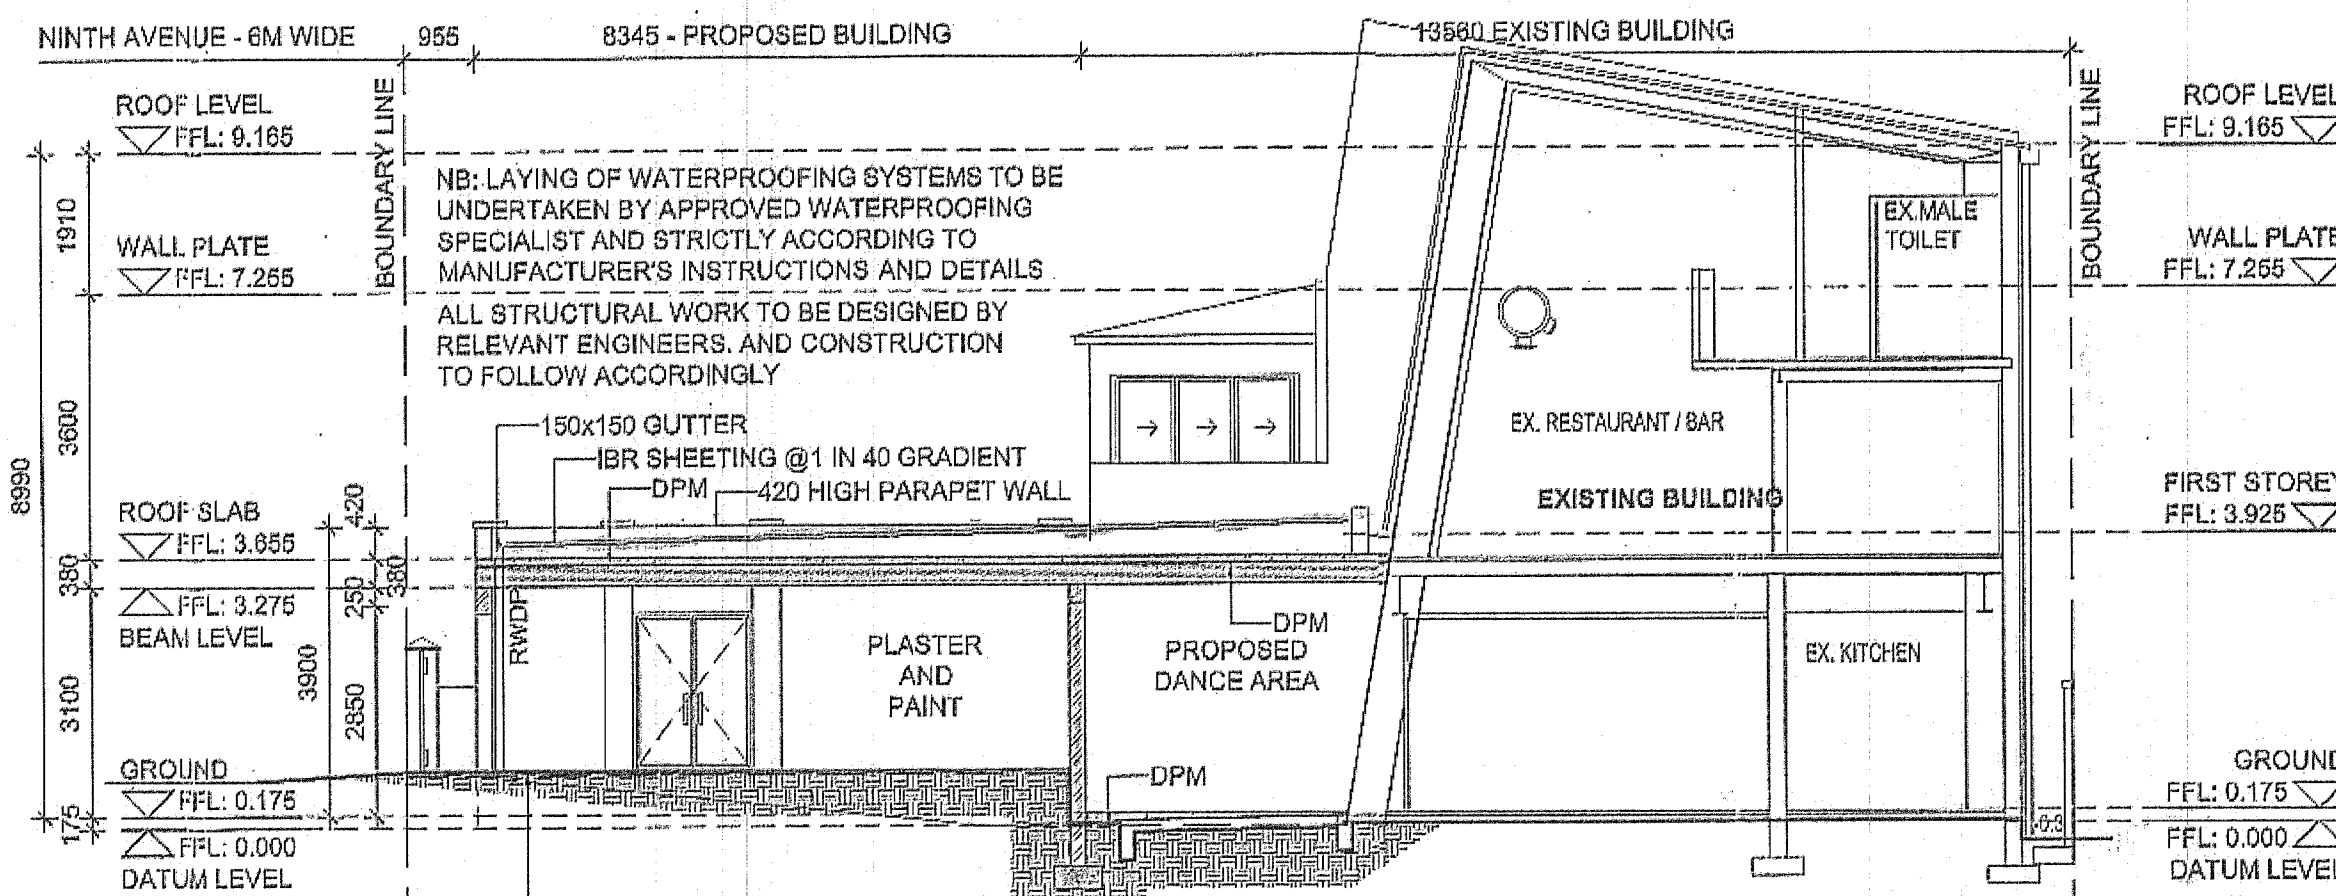 NINTH AVENUE - 6M WIDE
955
8345 - PROPOSED BUILDING
13560 EXISTING BUILDING
ROOF LEVEL
FFL: 9.165
BOUNDARY LINE
BOUNDARY LINE
ROOF LEVEL
FFL: 9.165
NB: LAYING OF WATERPROOFING SYSTEMS TO BE
UNDERTAKEN BY APPROVED WATERPROOFING
SPECIALIST AND STRICTLY ACCORDING TO
MANUFACTURER'S INSTRUCTIONS AND DETAILS
EX.MALE
TOILET
1910
WALL PLATE
FFL: 7.265
WALL PLATE
FFL: 7.265
ALL STRUCTURAL WORK TO BE DESIGNED BY
RELEVANT ENGINEERS. AND CONSTRUCTION
TO FOLLOW ACCORDINGLY
3600
8990
150x150 GUTTER
EX. RESTAURANT / BAR
IBR SHEETING @1 IN 40 GRADIENT
DPM
420 HIGH PARAPET WALL
EXISTING BUILDING
FIRST STOREY
FFL: 3.925
ROOF SLAB
FFL: 3.655
420
380
250
380
FFL: 3.275
BEAM LEVEL
RWDP
DPM
PLASTER
AND
PAINT
PROPOSED
DANCE AREA
EX. KITCHEN
3100
3900
2850
GROUND
FFL: 0.175
DPM
GROUND
FFL: 0.175
175
FFL: 0.000
DATUM LEVEL
FFL: 0.000
DATUM LEVEL